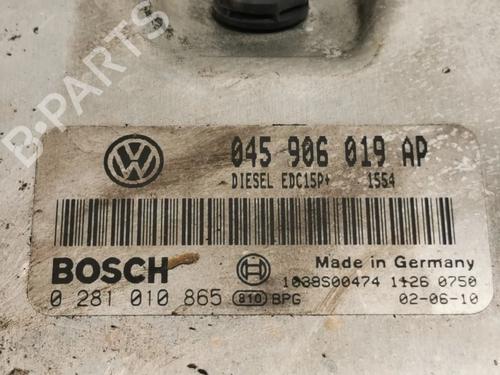 B-PARTS
VW
045 906 019 AP
DIESEL EDC15P+ 1554
BOSCH
Made in Germany
1038S00474 1126 0750
0 281 010 865 810 BPG 02-06-10